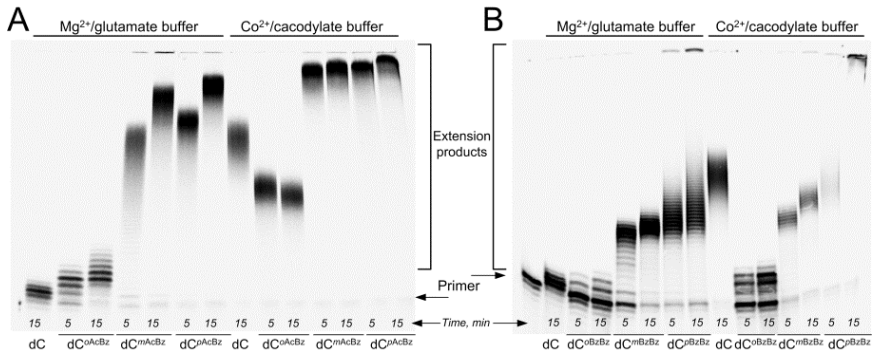 A
Mg²⁺/glutamate buffer Co²⁺/cacodylate buffer
B
Mg²⁺/glutamate buffer Co²⁺/cacodylate buffer
Extension
products
Primer
15 5 15 5 15 5 15 15 5 15 5 15 5 15
Time, min
15 5 15 5 15 5 15 15 5 15 5 15 5 15
dC dCᵒᴬᶜᴮᶻ dCᵐᴬᶜᴮᶻ dCᵖᴬᶜᴮᶻ dC dCᵒᴬᶜᴮᶻ dCᵐᴬᶜᴮᶻ dCᵖᴬᶜᴮᶻ
dC dCᵒᴮᶻᴮᶻ dCᵐᴮᶻᴮᶻ dCᵖᴮᶻᴮᶻ dC dCᵒᴮᶻᴮᶻ dCᵐᴮᶻᴮᶻ dCᵖᴮᶻᴮᶻ